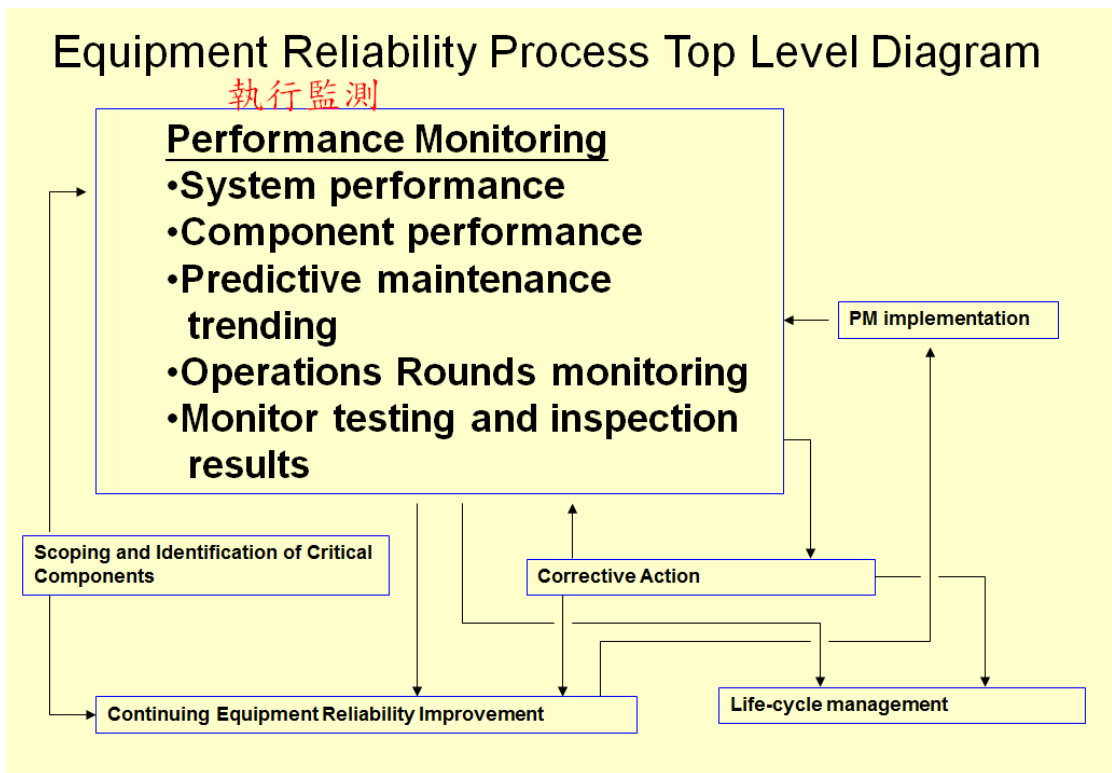 Equipment Reliability Process Top Level Diagram
執行監測
Performance Monitoring
•System performance
•Component performance
•Predictive maintenance
trending
•Operations Rounds monitoring
•Monitor testing and inspection
results
PM implementation
Scoping and Identification of Critical
Components
Corrective Action
Continuing Equipment Reliability Improvement
Life-cycle management